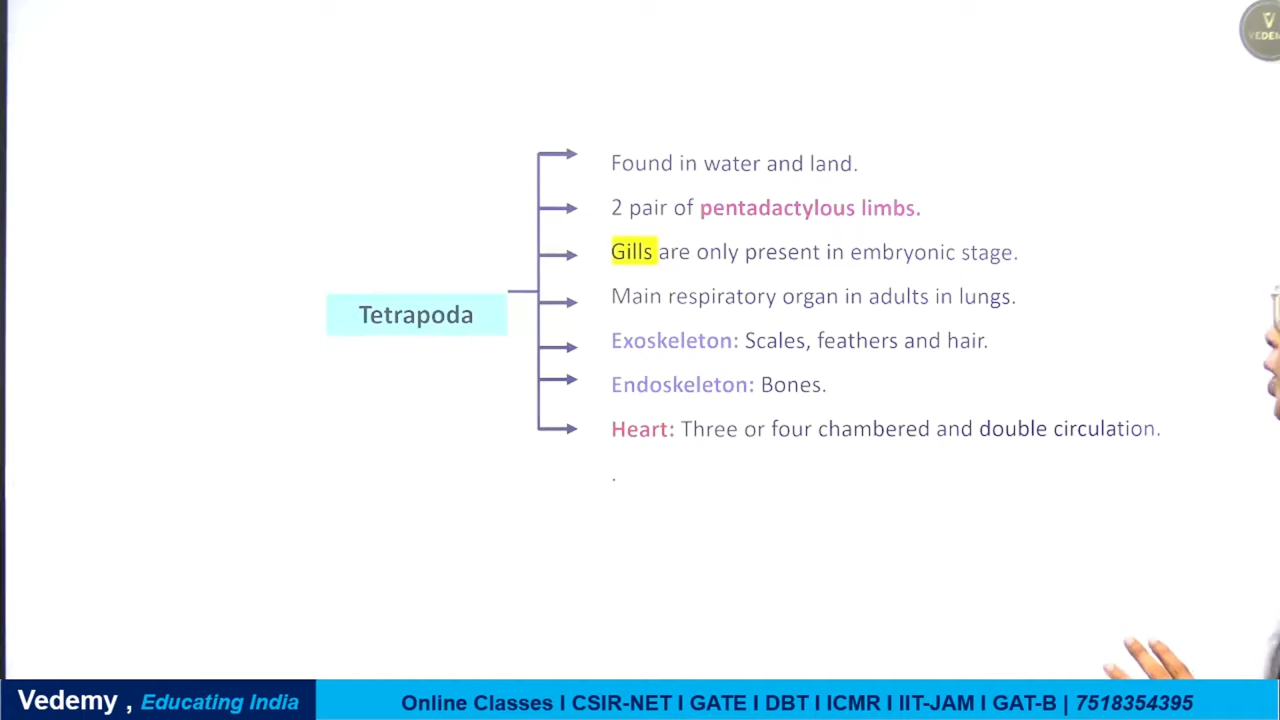 VEDEM
Found in water and land.
2 pair of pentadactylous limbs.
Gills are only present in embryonic stage.
Main respiratory organ in adults in lungs.
Tetrapoda
Exoskeleton: Scales, feathers and hair.
Endoskeleton: Bones.
Heart: Three or four chambered and double circulation.
.
Vedemy , Educating India
Online Classes I CSIR-NET I GATE I DBT I ICMR I IIT-JAM I GAT-B | 7518354395